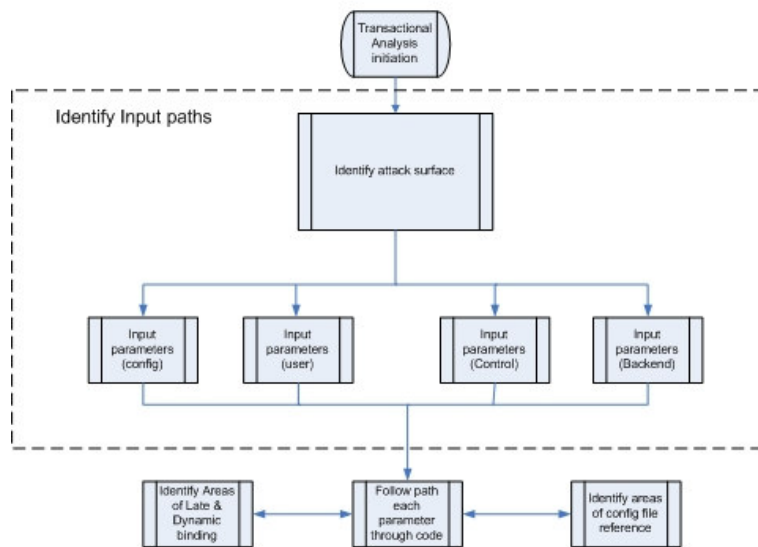 Transactional
Analysis
initiation
Identify Input paths
Identify attack surface
Input
parameters
(config)
Input
parameters
(user)
Input
parameters
(Control)
Input
parameters
(Backend)
Identify Areas
of Late &
Dynamic
binding
Follow path
each
parameter
through code
Identify areas
of config file
reference